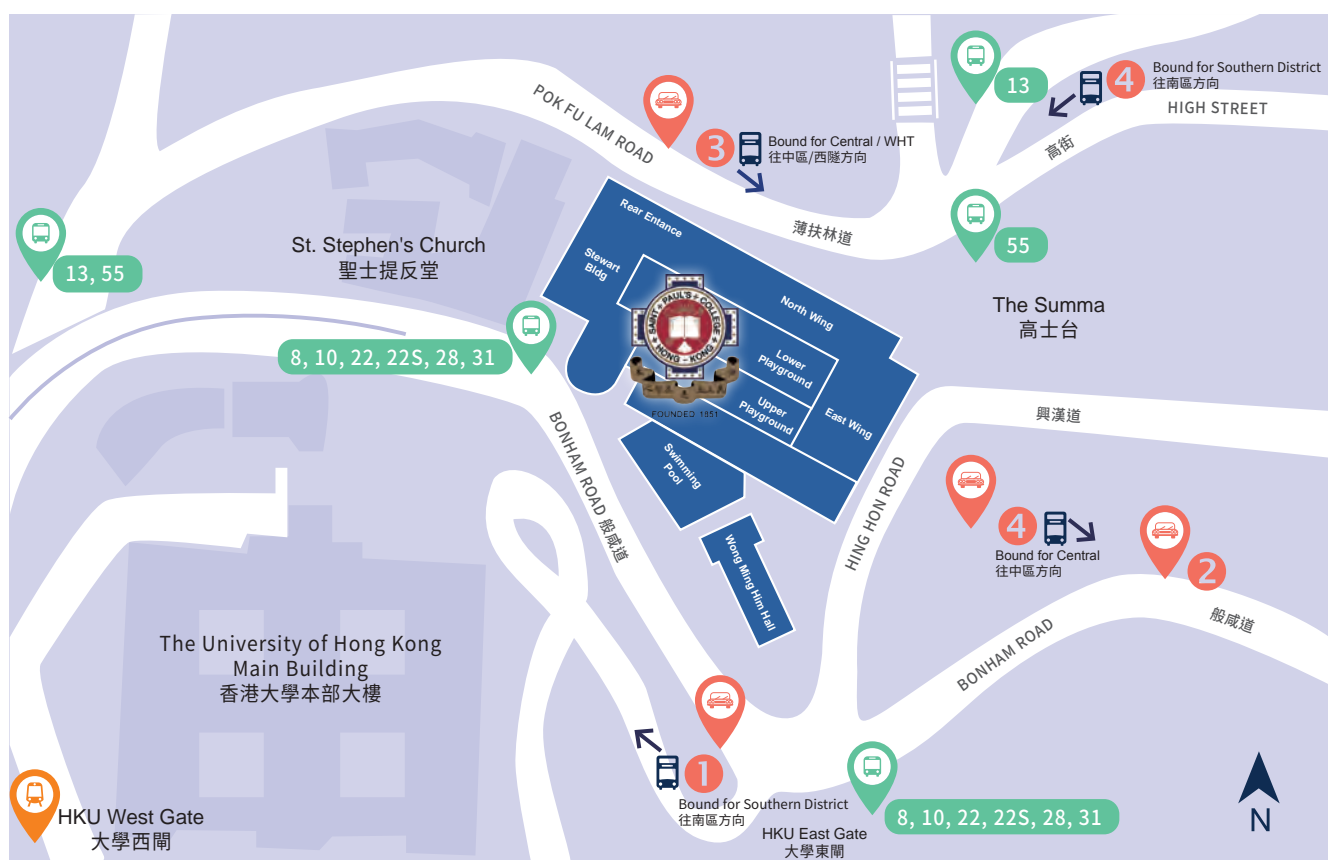 Bound for Southern District
往南區方向
4
13
HIGH STREET
高街
POK FU LAM ROAD
3
Bound for Central / WHT
往中區/西隧方向
薄扶林道
55
13, 55
St. Stephen's Church
聖士提反堂
Rear Entance
Stewart
Bldg
North Wing
SAINT PAUL'S COLLEGE
HONG KONG
FOUNDED 1851
Lower
Playground
Upper
Playground
East Wing
The Summa
高士台
8, 10, 22, 22S, 28, 31
興漢道
BONHAM ROAD 般咸道
Swimming
Pool
HING HON ROAD
4
Bound for Central
往中區方向
2
Wong Ming Him Hall
般咸道
BONHAM ROAD
The University of Hong Kong
Main Building
香港大學本部大樓
1
Bound for Southern District
往南區方向
HKU West Gate
大學西閘
HKU East Gate
大學東閘
8, 10, 22, 22S, 28, 31
N